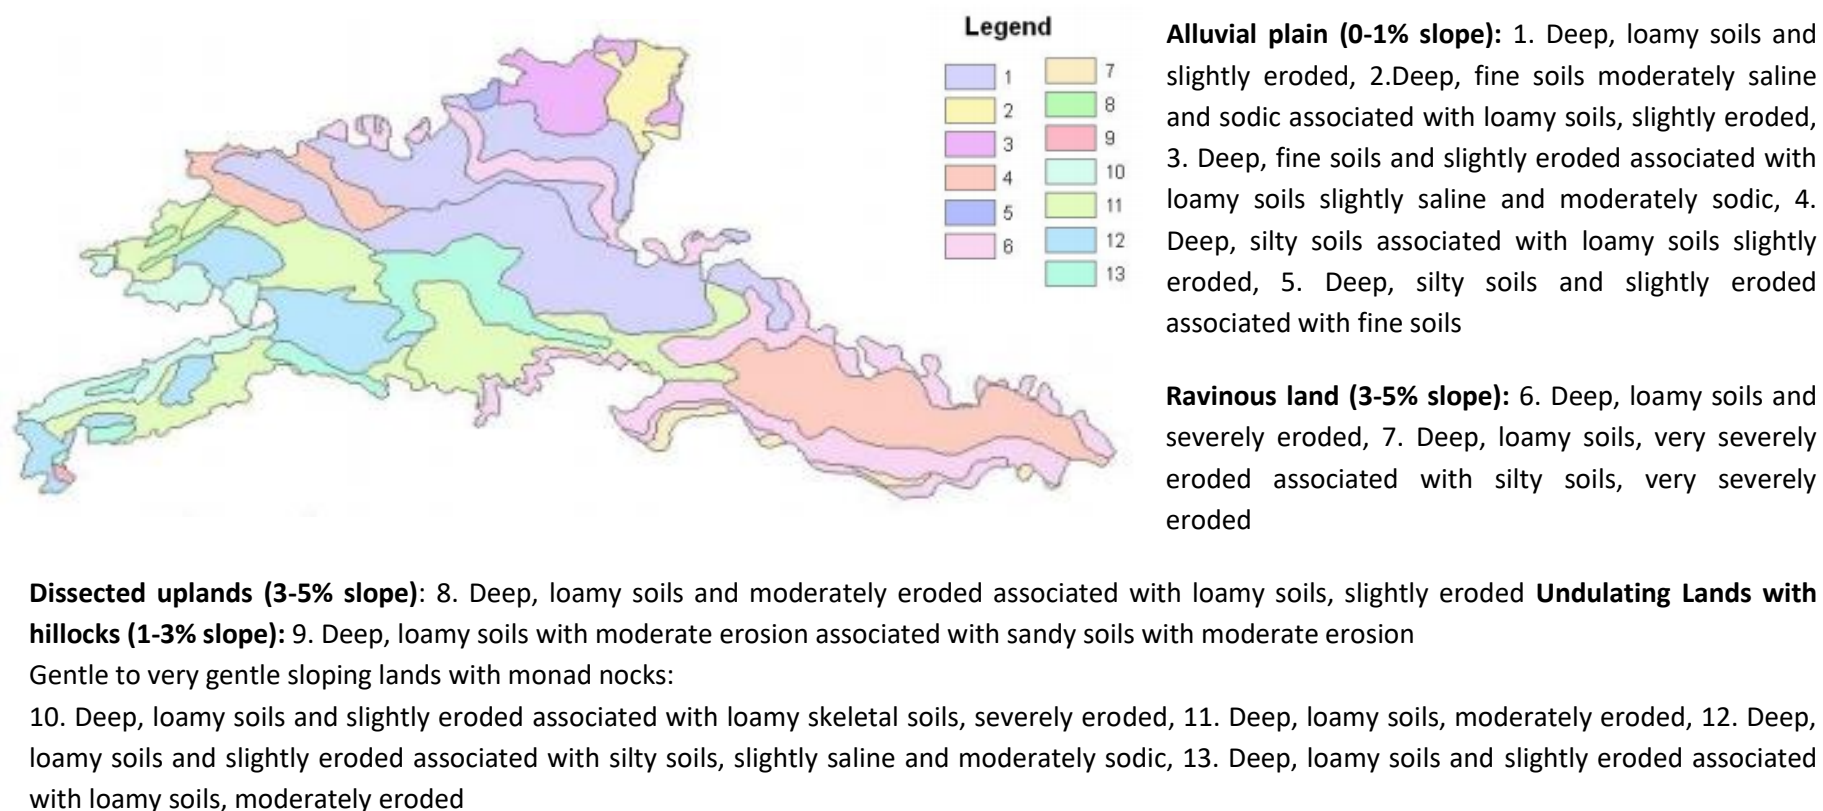 Legend
1
2
3
4
5
6
7
8
9
10
11
12
13
Alluvial plain (0-1% slope): 1. Deep, loamy soils and
slightly eroded, 2.Deep, fine soils moderately saline
and sodic associated with loamy soils, slightly eroded,
3. Deep, fine soils and slightly eroded associated with
loamy soils slightly saline and moderately sodic, 4.
Deep, silty soils associated with loamy soils slightly
eroded, 5. Deep, silty soils and slightly eroded
associated with fine soils
Ravinous land (3-5% slope): 6. Deep, loamy soils and
severely eroded, 7. Deep, loamy soils, very severely
eroded associated with silty soils, very severely
eroded
Dissected uplands (3-5% slope): 8. Deep, loamy soils and moderately eroded associated with loamy soils, slightly eroded Undulating Lands with
hillocks (1-3% slope): 9. Deep, loamy soils with moderate erosion associated with sandy soils with moderate erosion
Gentle to very gentle sloping lands with monad nocks:
10. Deep, loamy soils and slightly eroded associated with loamy skeletal soils, severely eroded, 11. Deep, loamy soils, moderately eroded, 12. Deep,
loamy soils and slightly eroded associated with silty soils, slightly saline and moderately sodic, 13. Deep, loamy soils and slightly eroded associated
with loamy soils, moderately eroded